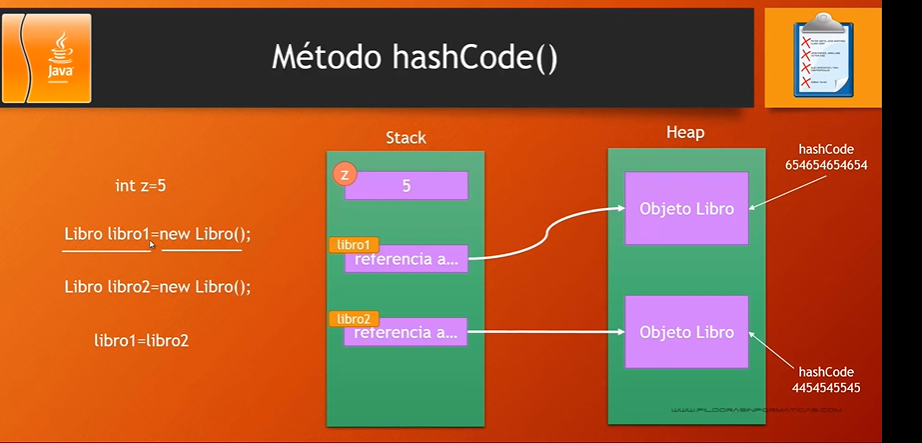 Java
Método hashCode()
Stack
Heap
hashCode
654654654654
int z=5
z
5
Objeto Libro
Libro libro1=new Libro();
libro1
referencia a...
Libro libro2=new Libro();
libro2
referencia a...
Objeto Libro
libro1=libro2
hashCode
4454545545
WWW.PILDORASINFORMATICAS.COM